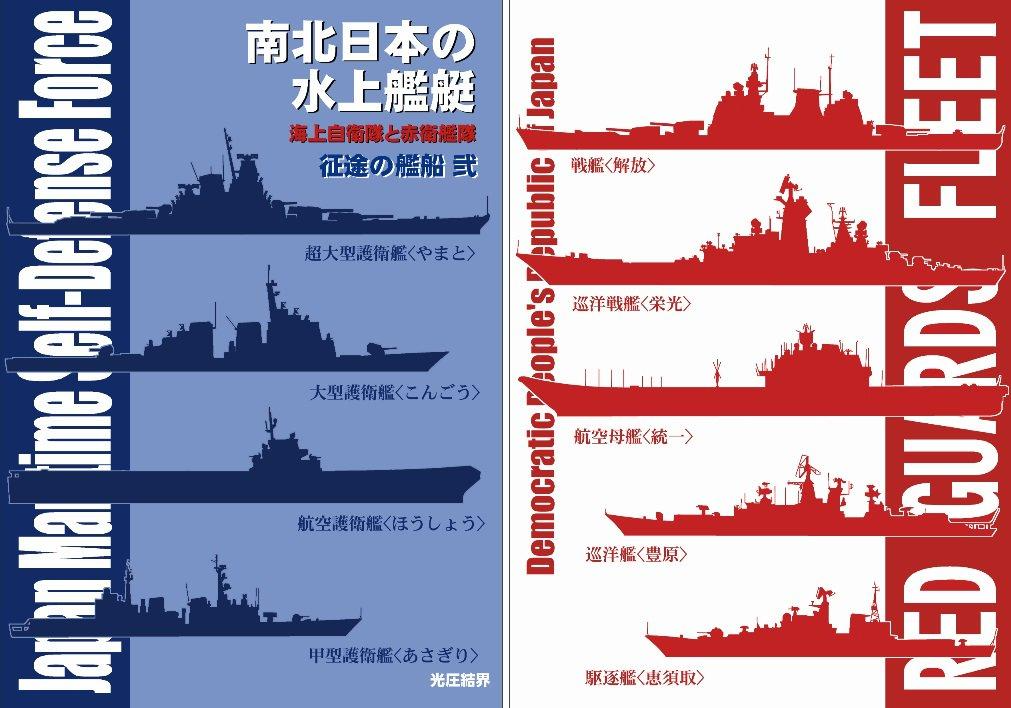 Japan Maritime Self-Defense Force
南北日本の
水上艦艇
海上自衛隊と赤衛艦隊
征途の艦船 弐
超大型護衛艦〈やまと〉
大型護衛艦〈こんごう〉
航空護衛艦〈ほうしょう〉
甲型護衛艦〈あさぎり〉
光圧結界
Democratic People's Republic of Japan
戦艦〈解放〉
巡洋戦艦〈栄光〉
航空母艦〈統一〉
巡洋艦〈豊原〉
駆逐艦〈恵須取〉
RED GUARDS FLEET